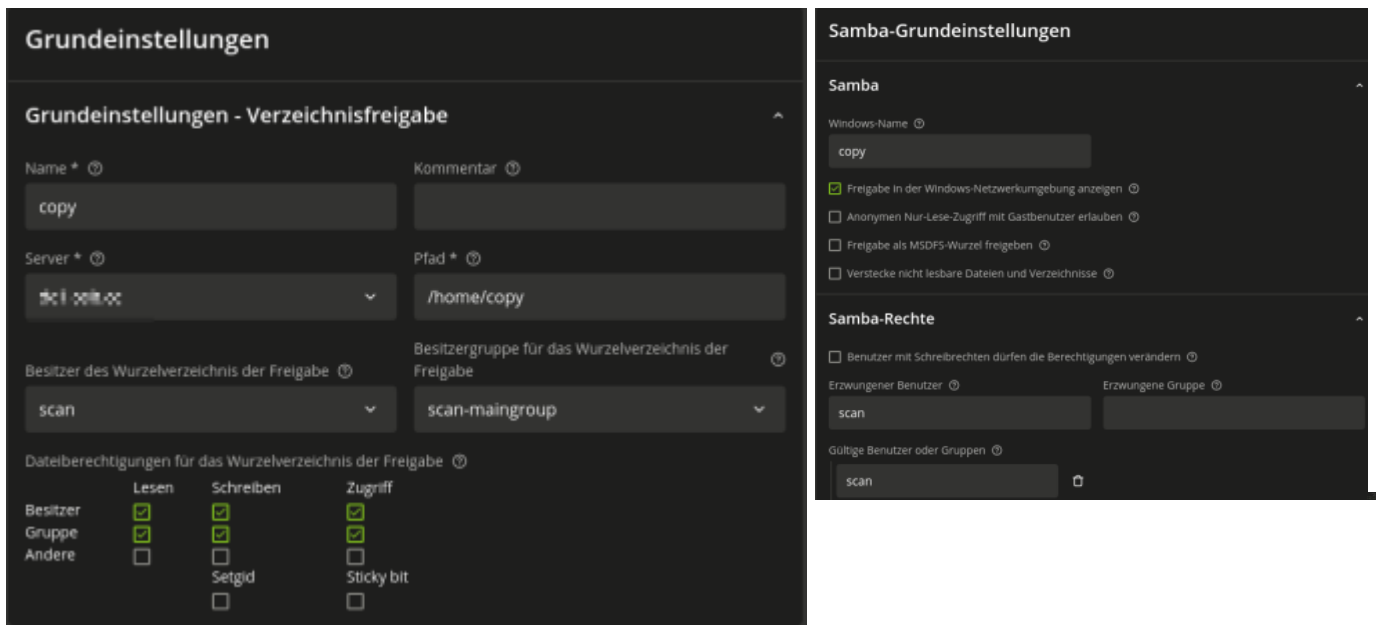 Grundeinstellungen
Grundeinstellungen - Verzeichnisfreigabe
Name * Kommentar
copy
Server * Pfad *
/home/copy
Besitzer des Wurzelverzeichnis der Freigabe
Besitzergruppe für das Wurzelverzeichnis der
Freigabe
scan scan-maingroup
Dateiberechtigungen für das Wurzelverzeichnis der Freigabe
Lesen Schreiben Zugriff
Besitzer
Gruppe
Andere
Setgid Sticky bit
Samba-Grundeinstellungen
Samba
Windows-Name
copy
Freigabe in der Windows-Netzwerkumgebung anzeigen
Anonymen Nur-Lese-Zugriff mit Gastbenutzer erlauben
Freigabe als MSDFS-Wurzel freigeben
Verstecke nicht lesbare Dateien und Verzeichnisse
Samba-Rechte
Benutzer mit Schreibrechten dürfen die Berechtigungen verändern
Erzwungener Benutzer Erzwungene Gruppe
scan
Gültige Benutzer oder Gruppen
scan